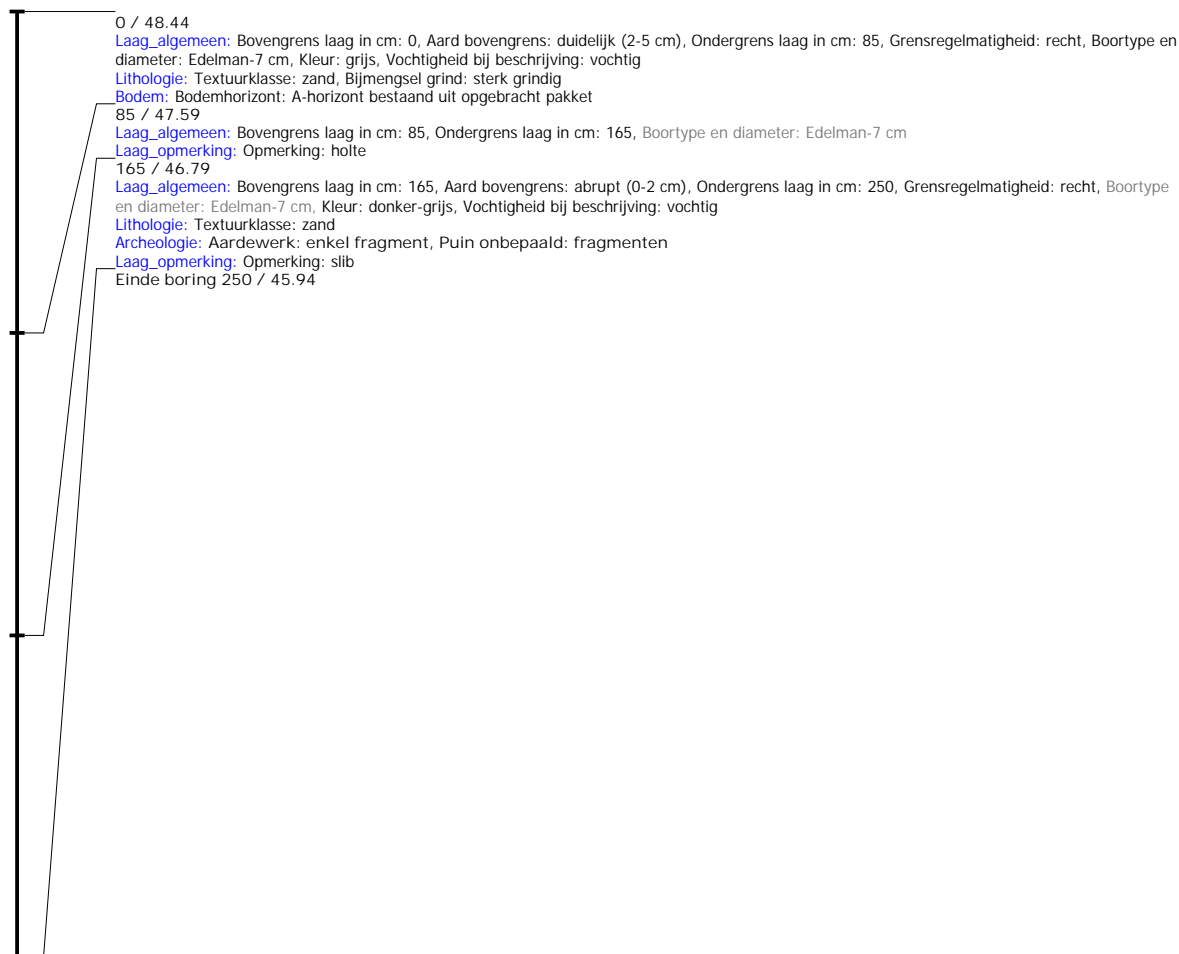 0 / 48.44
Laag_algemeen: Bovengrens laag in cm: 0, Aard bovengrens: duidelijk (2-5 cm), Ondergrens laag in cm: 85, Grensregelmatigheid: recht, Boortype en
diameter: Edelman-7 cm, Kleur: grijs, Vochtigheid bij beschrijving: vochtig
Lithologie: Textuurklasse: zand, Bijmengsel grind: sterk grindig
Bodem: Bodemhorizont: A-horizont bestaand uit opgebracht pakket
85 / 47.59
Laag_algemeen: Bovengrens laag in cm: 85, Ondergrens laag in cm: 165, Boortype en diameter: Edelman-7 cm
Laag_opmerking: Opmerking: holte
165 / 46.79
Laag_algemeen: Bovengrens laag in cm: 165, Aard bovengrens: abrupt (0-2 cm), Ondergrens laag in cm: 250, Grensregelmatigheid: recht, Boortype
en diameter: Edelman-7 cm, Kleur: donker-grijs, Vochtigheid bij beschrijving: vochtig
Lithologie: Textuurklasse: zand
Archeologie: Aardewerk: enkel fragment, Puin onbepaald: fragmenten
Laag_opmerking: Opmerking: slib
Einde boring 250 / 45.94